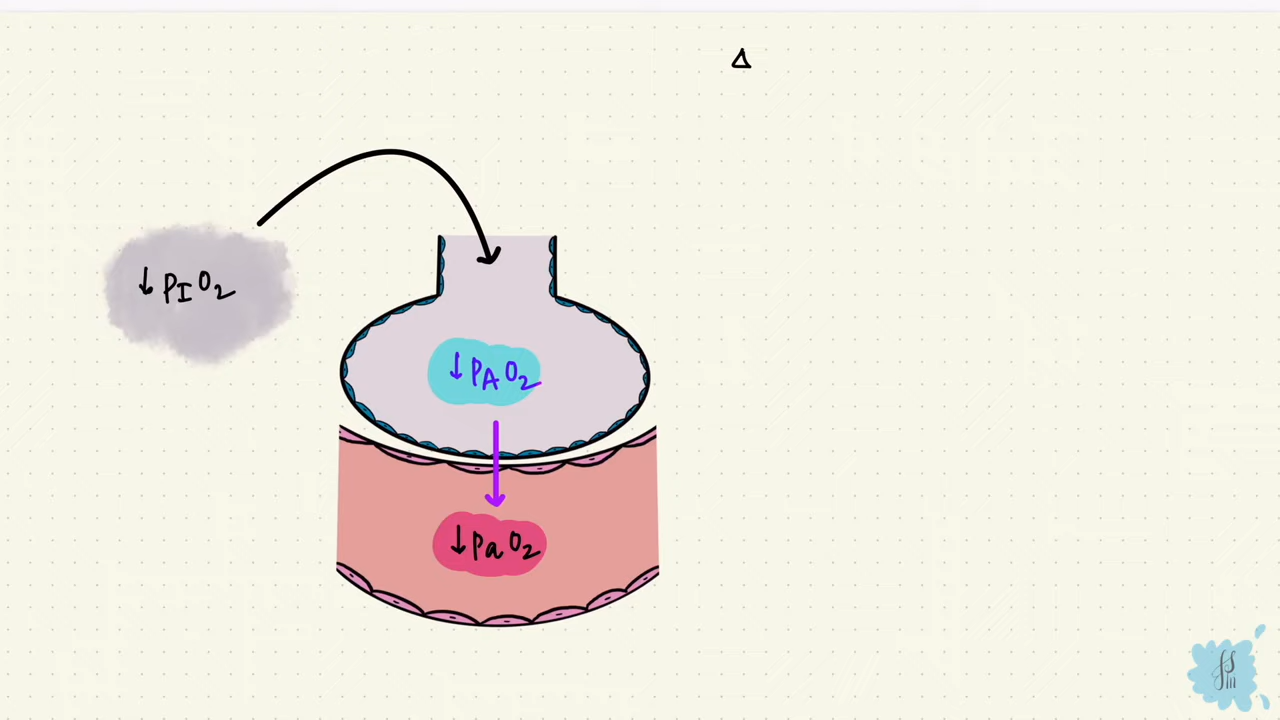 Δ
↓ PIO2
↓ PAO2
↓ PaO2